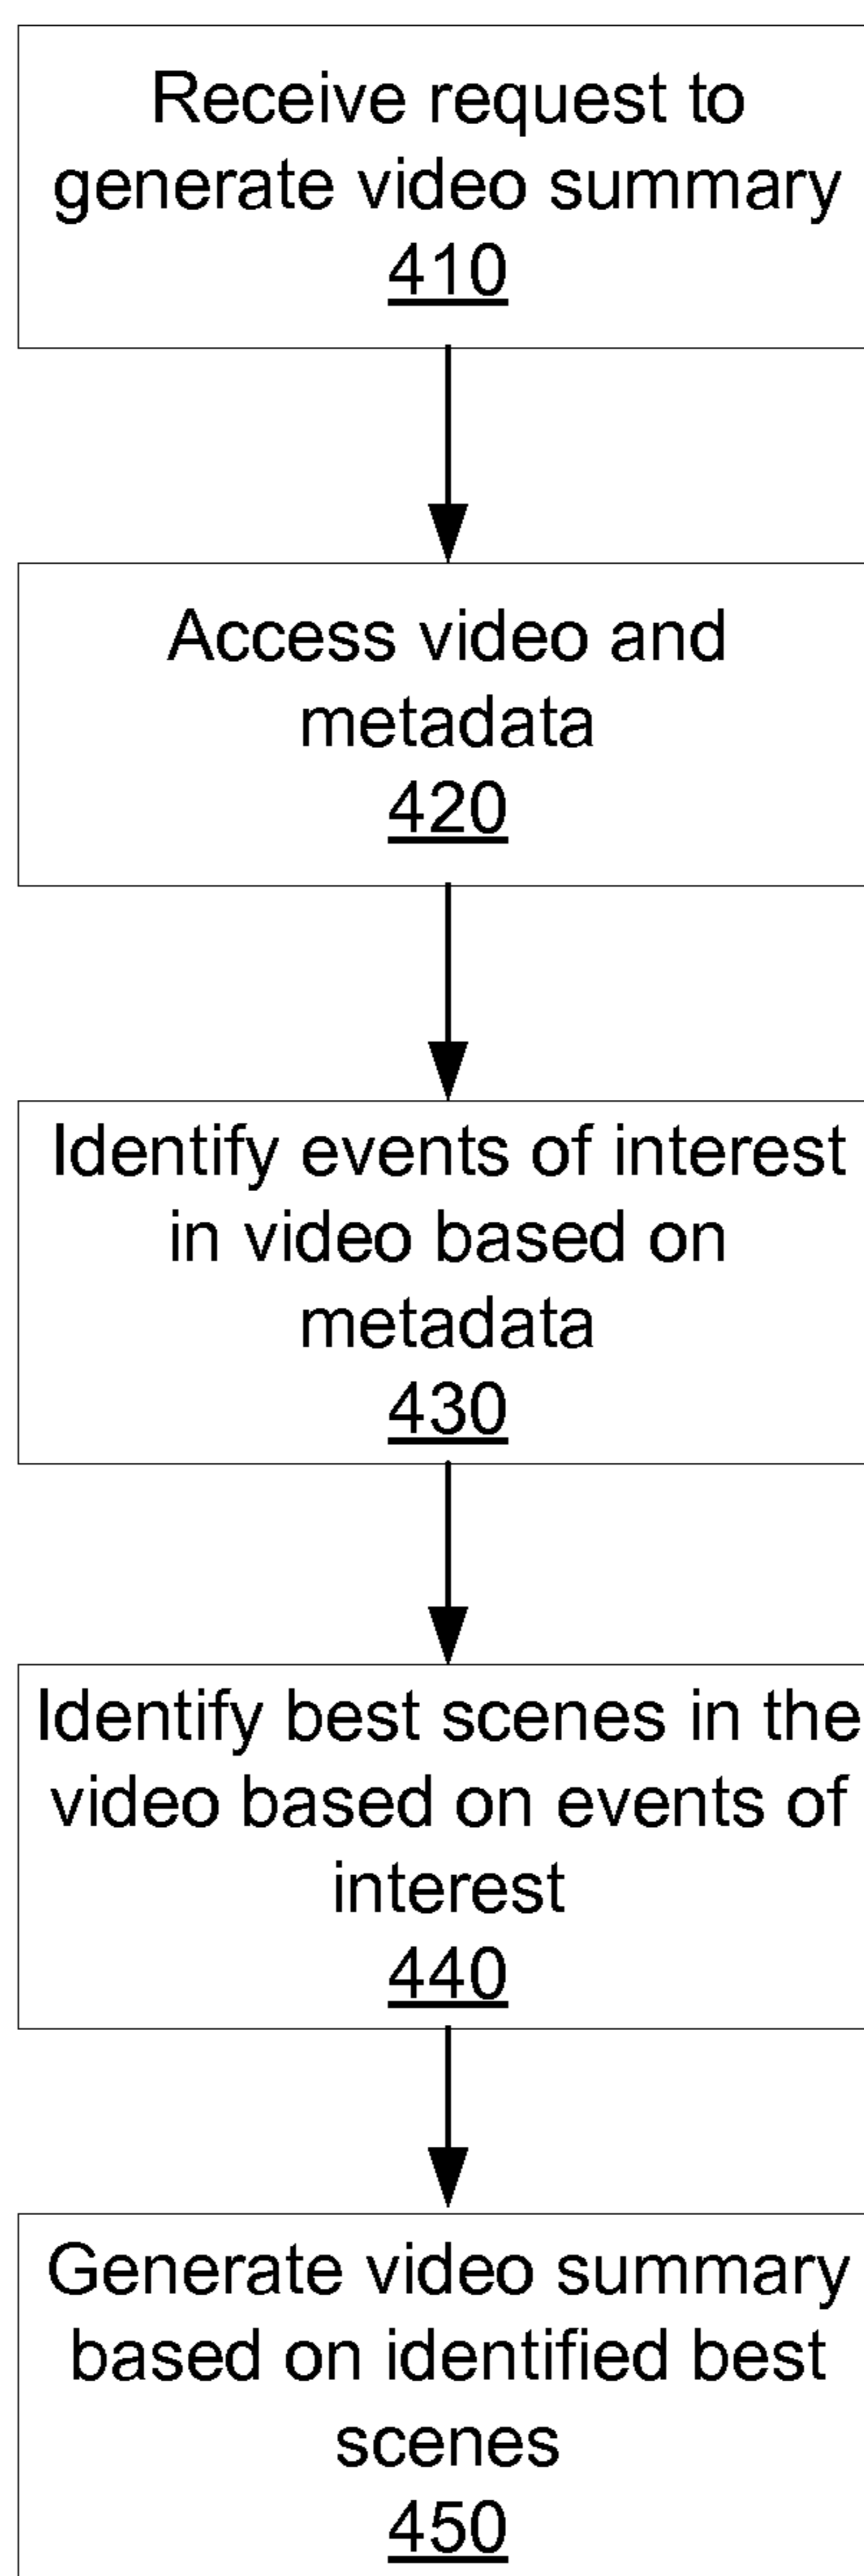 Receive request to
generate video summary
410
Access video and
metadata
420
Identify events of interest
in video based on
metadata
430
Identify best scenes in the
video based on events of
interest
440
Generate video summary
based on identified best
scenes
450